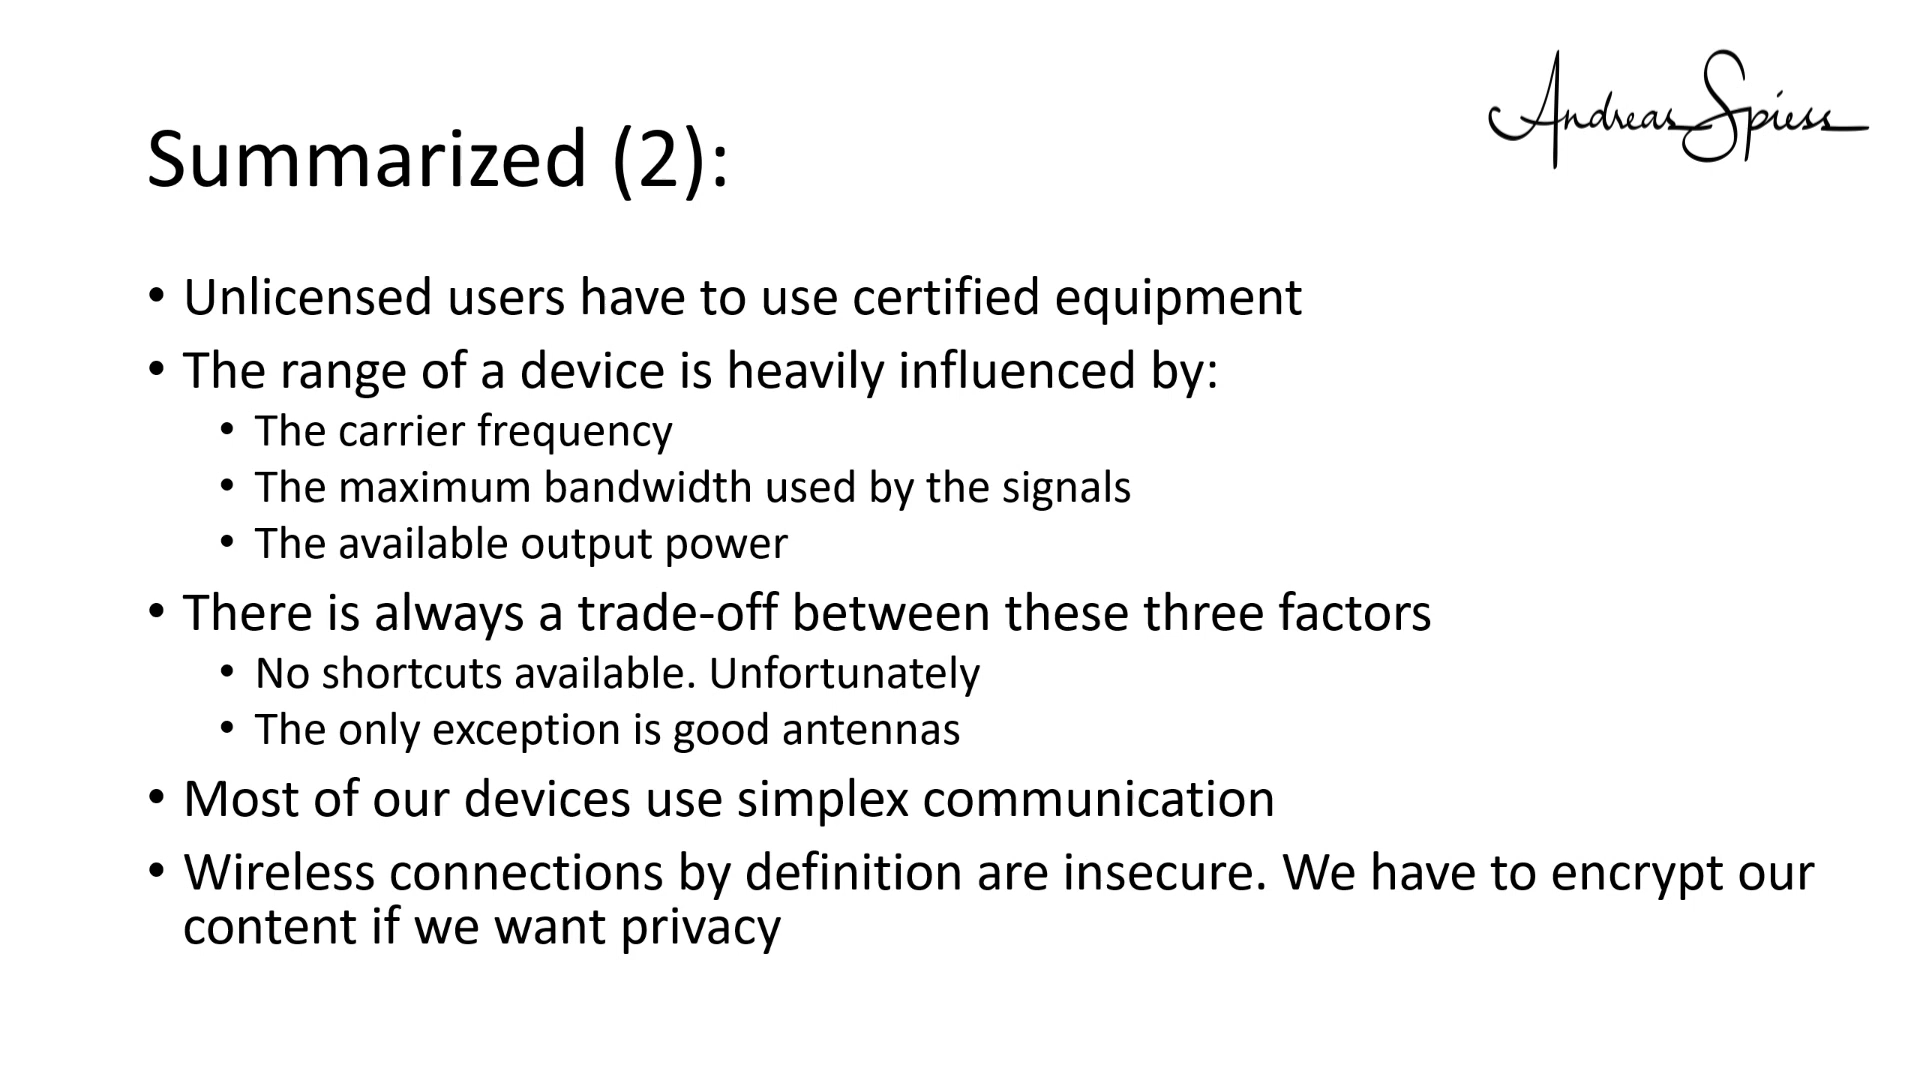 Andreas Spiess
Summarized (2):
• Unlicensed users have to use certified equipment
• The range of a device is heavily influenced by:
• The carrier frequency
• The maximum bandwidth used by the signals
• The available output power
• There is always a trade-off between these three factors
• No shortcuts available. Unfortunately
• The only exception is good antennas
• Most of our devices use simplex communication
• Wireless connections by definition are insecure. We have to encrypt our
content if we want privacy